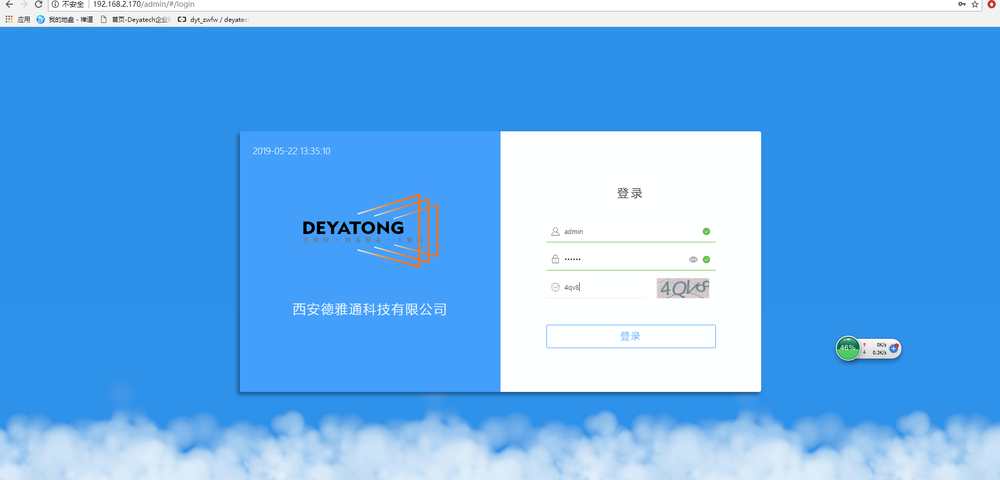 不安全 192.168.2.170/admin/#/login
应用 我的地盘 - 禅道 首页-Deyatech企业 dyt_zwfw / deyatec
2019-05-22 13:35:10
DEYATONG
互联网 + 政务服务 + 大数据
西安德雅通科技有限公司
登录
admin
••••••
4qv8 4QV8
登录
46% 0K/s
0.3K/s